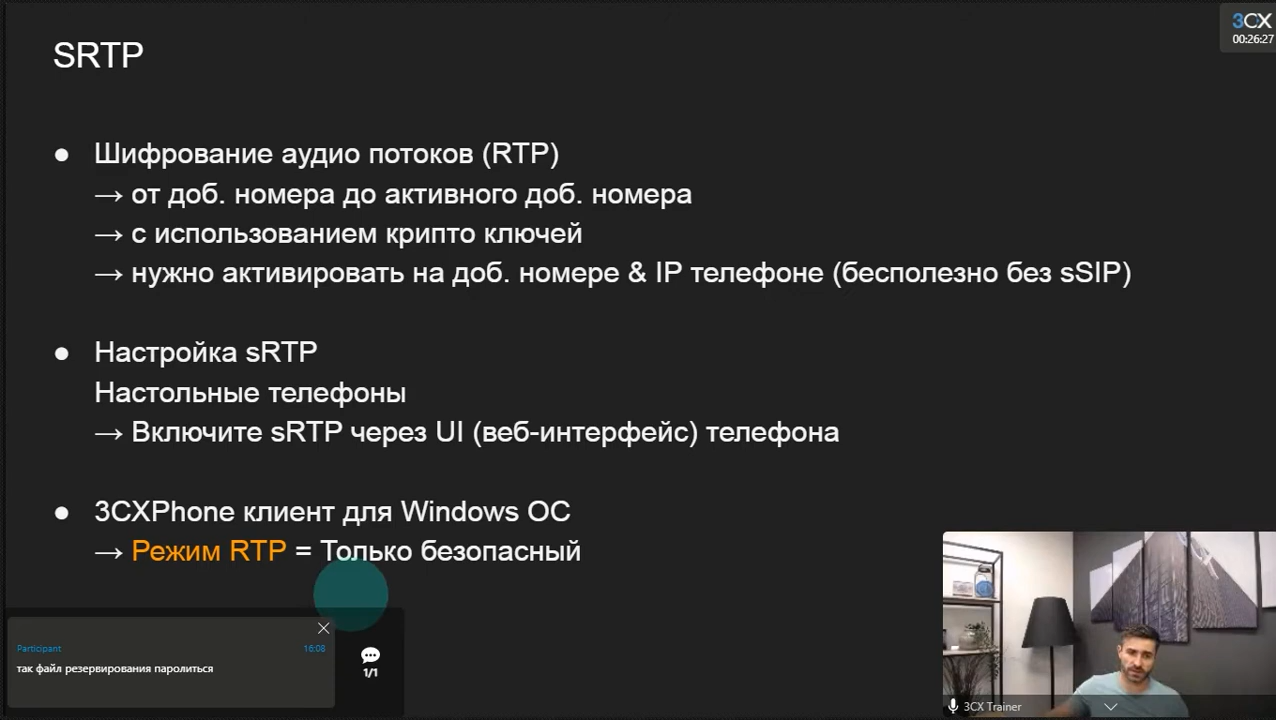 SRTP
3CX
00:26:27
● Шифрование аудио потоков (RTP)
→ от доб. номера до активного доб. номера
→ с использованием крипто ключей
→ нужно активировать на доб. номере & IP телефоне (бесполезно без sSIP)
● Настройка sRTP
Настольные телефоны
→ Включите sRTP через UI (веб-интерфейс) телефона
● 3CXPhone клиент для Windows ОС
→ Режим RTP = Только безопасный
Participant 16:08
так файл резервирования паролиться
1/1
3CX Trainer